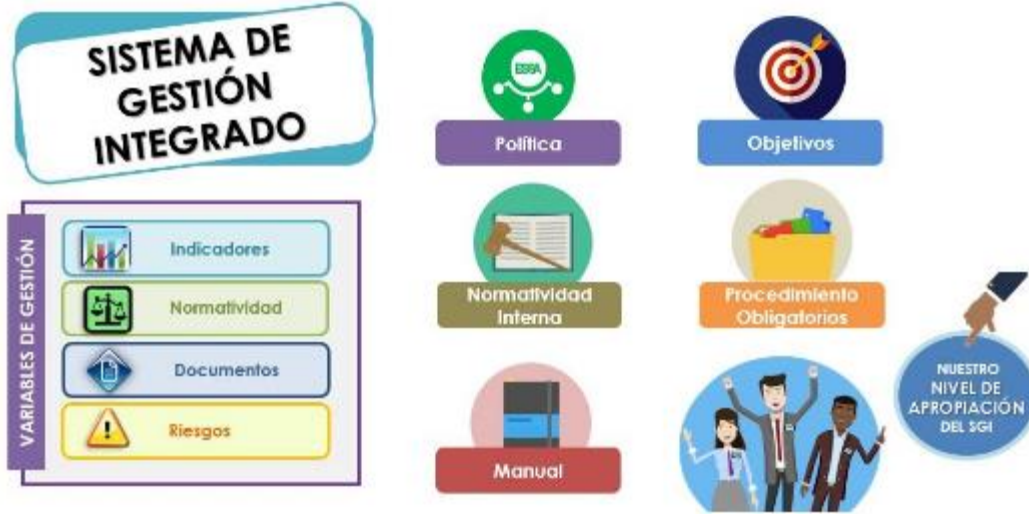 SISTEMA DE
GESTIÓN
INTEGRADO
VARIABLES DE GESTIÓN
Indicadores
Normatividad
Documentos
Riesgos
Política
Objetivos
Normatividad
Interna
Procedimiento
Obligatorios
Manual
NUESTRO
NIVEL DE
APROPIACIÓN
DEL SGI